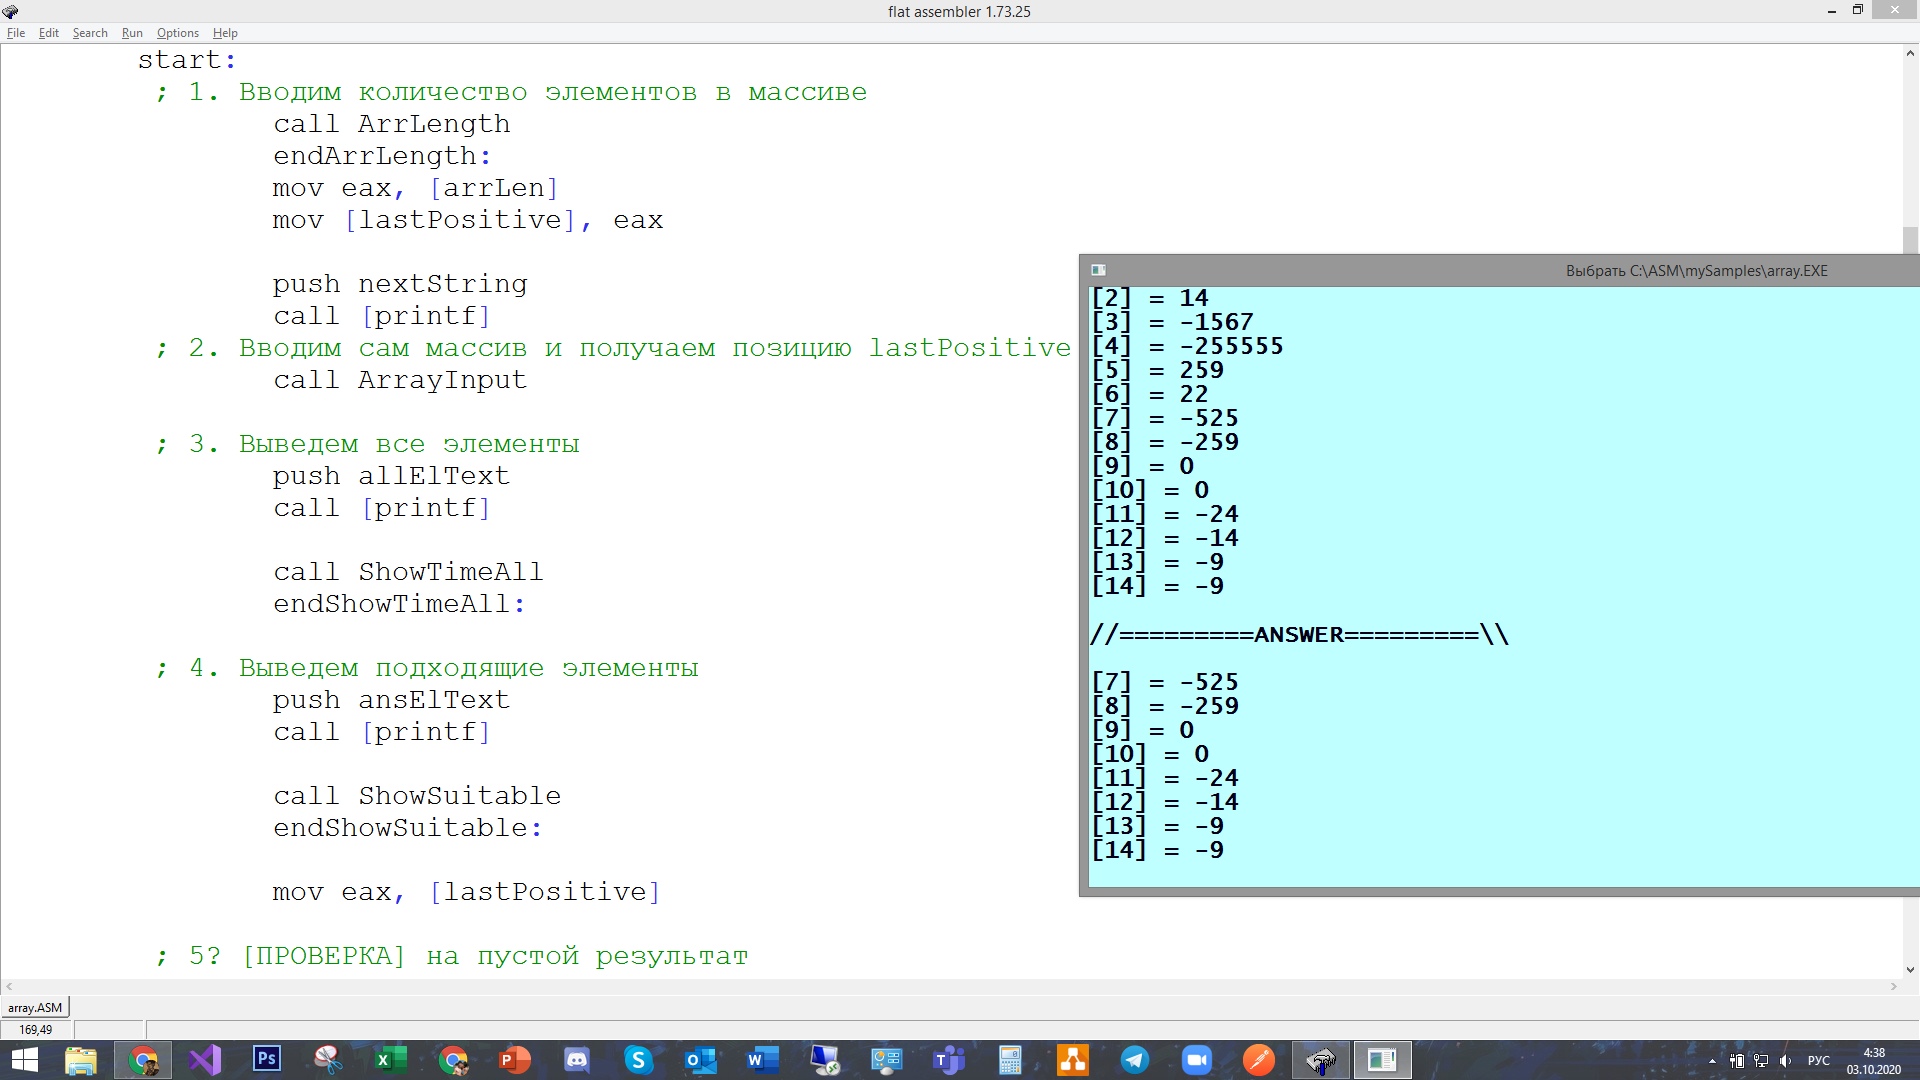 flat assembler 1.73.25
File Edit Search Run Options Help
start:
; 1. Вводим количество элементов в массиве
call ArrLength
endArrLength:
mov eax, [arrLen]
mov [lastPositive], eax
push nextString
call [printf]
; 2. Вводим сам массив и получаем позицию lastPositive
call ArrayInput
; 3. Выведем все элементы
push allElText
call [printf]
call ShowTimeAll
endShowTimeAll:
; 4. Выведем подходящие элементы
push ansElText
call [printf]
call ShowSuitable
endShowSuitable:
mov eax, [lastPositive]
; 5? [ПРОВЕРКА] на пустой результат
Выбрать C:\ASM\mySamples\array.EXE
[2] = 14
[3] = -1567
[4] = -255555
[5] = 259
[6] = 22
[7] = -525
[8] = -259
[9] = 0
[10] = 0
[11] = -24
[12] = -14
[13] = -9
[14] = -9
//=========ANSWER=========\\
[7] = -525
[8] = -259
[9] = 0
[10] = 0
[11] = -24
[12] = -14
[13] = -9
[14] = -9
array.ASM
169,49
РУС
4:38
03.10.2020